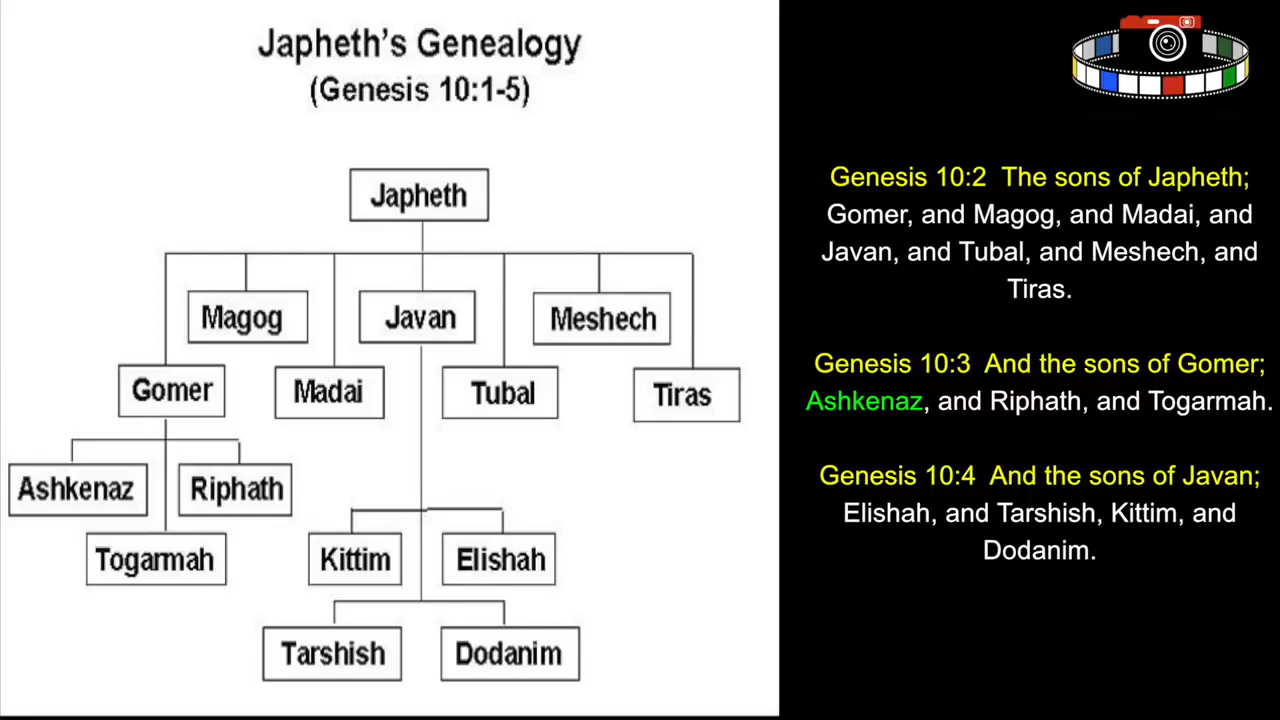 Japheth's Genealogy
(Genesis 10:1-5)
Japheth
Magog
Javan
Meshech
Gomer
Madai
Tubal
Tiras
Ashkenaz
Riphath
Togarmah
Kittim
Elishah
Tarshish
Dodanim
Genesis 10:2 The sons of Japheth;
Gomer, and Magog, and Madai, and
Javan, and Tubal, and Meshech, and
Tiras.
Genesis 10:3 And the sons of Gomer;
Ashkenaz, and Riphath, and Togarmah.
Genesis 10:4 And the sons of Javan;
Elishah, and Tarshish, Kittim, and
Dodanim.